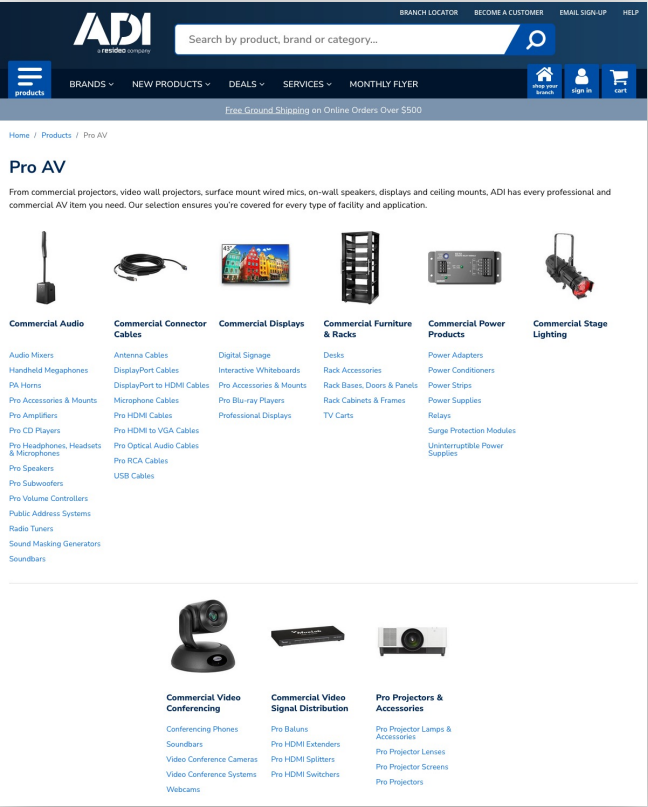 BRANCH LOCATOR BECOME A CUSTOMER EMAIL SIGN-UP HELP
ADI
a resideo company
Search by product, brand or category...
products
BRANDS NEW PRODUCTS DEALS SERVICES MONTHLY FLYER
shop your branch
sign in
cart
Free Ground Shipping on Online Orders Over $500
Home / Products / Pro AV
Pro AV
From commercial projectors, video wall projectors, surface mount wired mics, on-wall speakers, displays and ceiling mounts, ADI has every professional and
commercial AV item you need. Our selection ensures you're covered for every type of facility and application.
43"
Commercial Audio
Audio Mixers
Handheld Megaphones
PA Horns
Pro Accessories & Mounts
Pro Amplifiers
Pro CD Players
Pro Headphones, Headsets
& Microphones
Pro Speakers
Pro Subwoofers
Pro Volume Controllers
Public Address Systems
Radio Tuners
Sound Masking Generators
Soundbars
Commercial Connector
Cables
Antenna Cables
DisplayPort Cables
DisplayPort to HDMI Cables
Microphone Cables
Pro HDMI Cables
Pro HDMI to VGA Cables
Pro Optical Audio Cables
Pro RCA Cables
USB Cables
Commercial Displays
Digital Signage
Interactive Whiteboards
Pro Accessories & Mounts
Pro Blu-ray Players
Professional Displays
Commercial Furniture
& Racks
Desks
Rack Accessories
Rack Bases, Doors & Panels
Rack Cabinets & Frames
TV Carts
Commercial Power
Products
Power Adapters
Power Conditioners
Power Strips
Power Supplies
Relays
Surge Protection Modules
Uninterruptible Power
Supplies
Commercial Stage
Lighting
Commercial Video
Conferencing
Conferencing Phones
Soundbars
Video Conference Cameras
Video Conference Systems
Webcams
MuxLab
Commercial Video
Signal Distribution
Pro Baluns
Pro HDMI Extenders
Pro HDMI Splitters
Pro HDMI Switchers
Pro Projectors &
Accessories
Pro Projector Lamps &
Accessories
Pro Projector Lenses
Pro Projector Screens
Pro Projectors